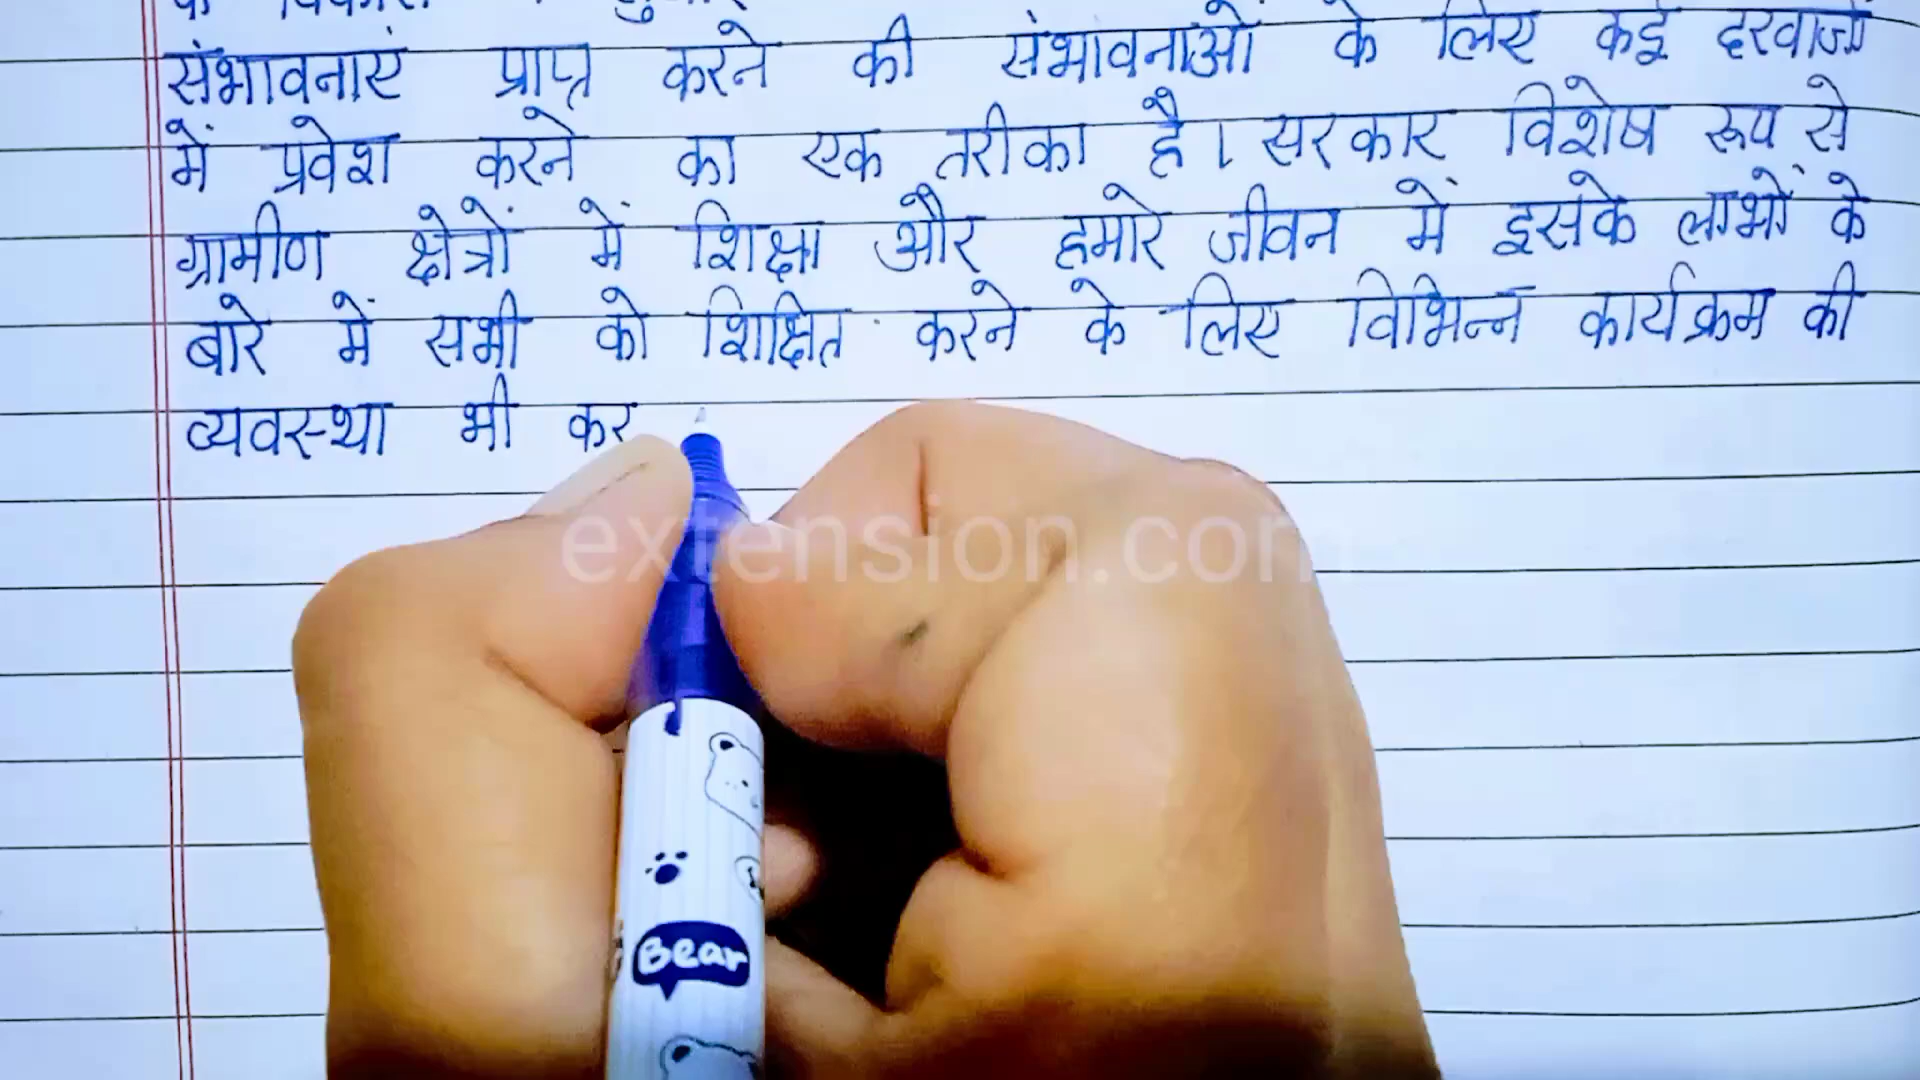 के विकास
संभावनाएं प्राप्त करने की संभावनाओं के लिए कई दरवाजों
में प्रवेश करने का एक तरीका है। सरकार विशेष रूप से
ग्रामीण क्षेत्रों में शिक्षा और हमारे जीवन में इसके लाभों के
बारे में सभी को शिक्षित करने के लिए विभिन्न कार्यक्रम की
व्यवस्था भी कर
extension.com
Bear